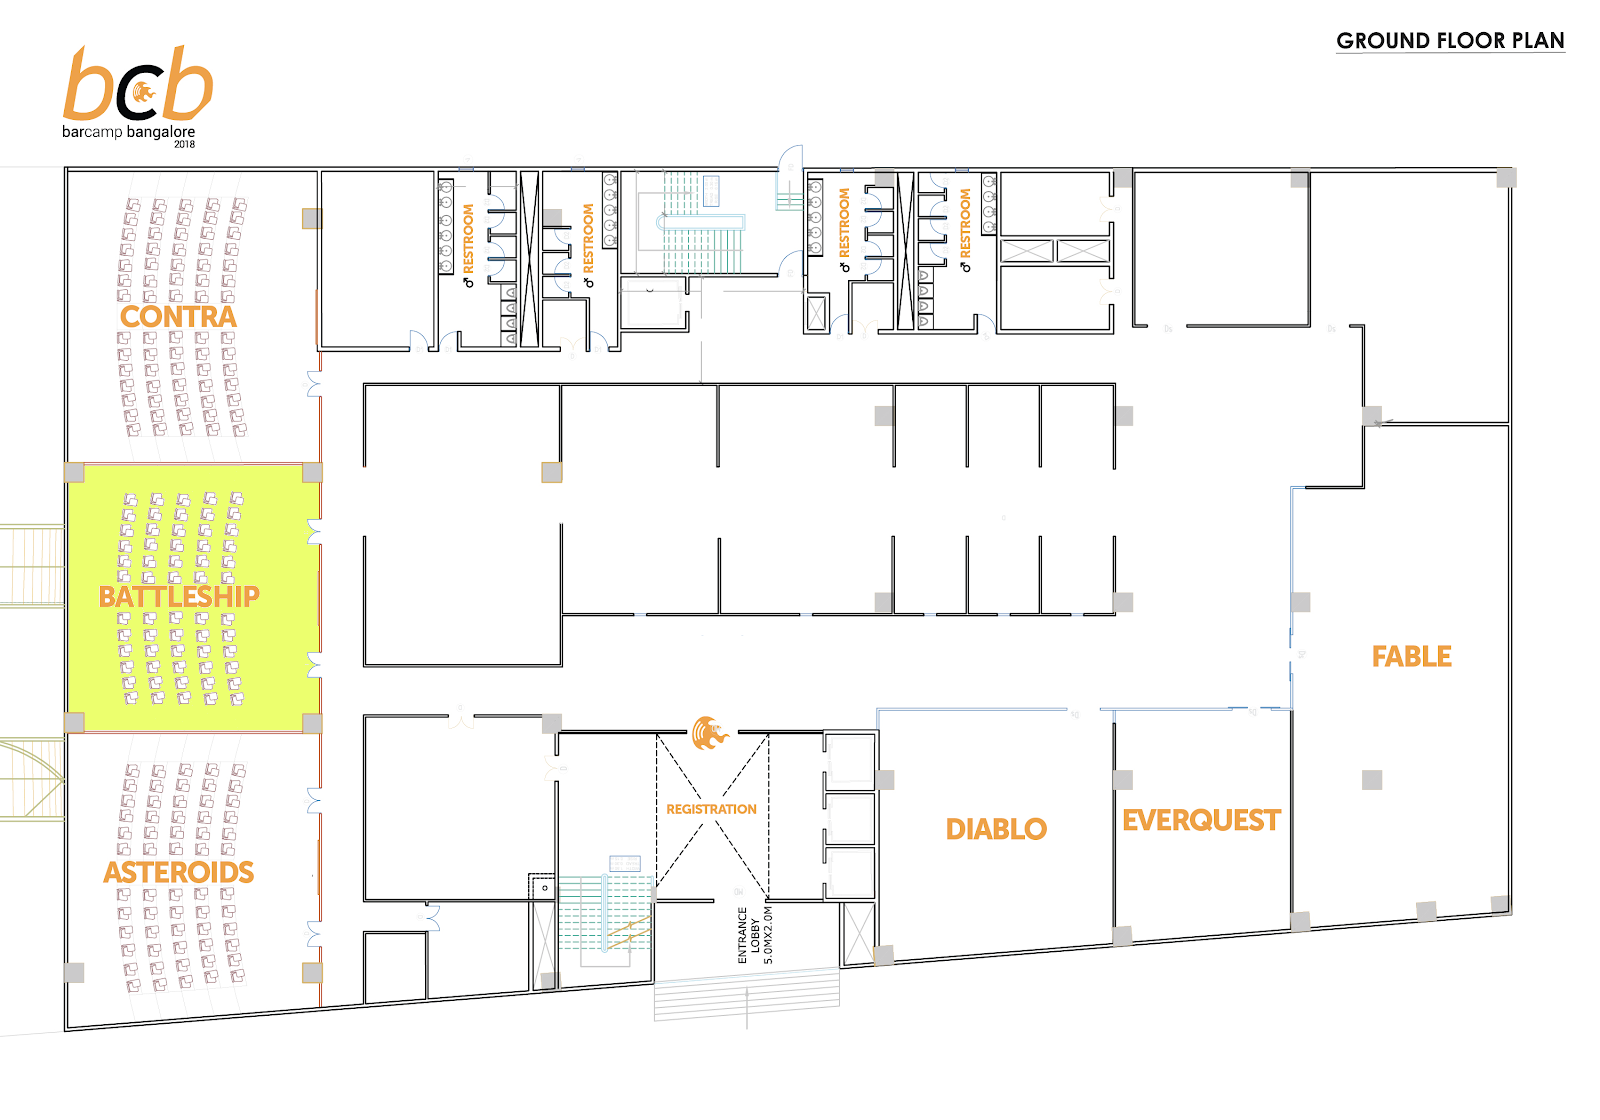 GROUND FLOOR PLAN
bcb
barcamp bangalore
2018
RESTROOM
RESTROOM
RESTROOM
RESTROOM
CONTRA
BATTLESHIP
FABLE
REGISTRATION
DIABLO
EVERQUEST
ASTEROIDS
ENTRANCE
LOBBY
5.0MX2.0M